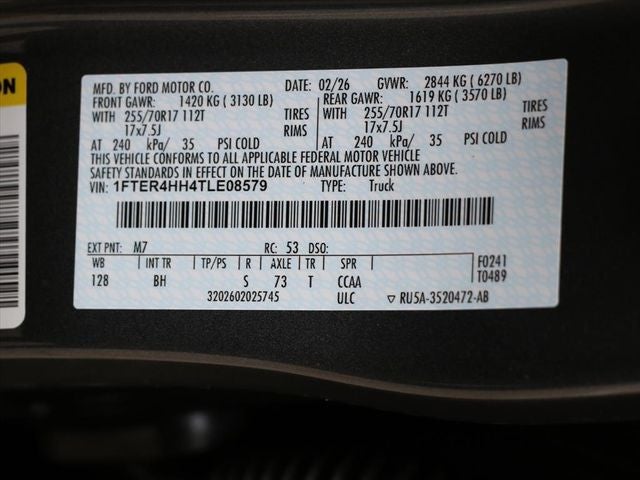 ON
MFD. BY FORD MOTOR CO. DATE: 02/26 GVWR: 2844 KG ( 6270 LB)
FRONT GAWR: 1420 KG ( 3130 LB) REAR GAWR: 1619 KG ( 3570 LB)
WITH 255/70R17 112T TIRES WITH 255/70R17 112T TIRES
17x7.5J RIMS 17x7.5J RIMS
AT 240 kPa/ 35 PSI COLD AT 240 kPa/ 35 PSI COLD
THIS VEHICLE CONFORMS TO ALL APPLICABLE FEDERAL MOTOR VEHICLE
SAFETY STANDARDS IN EFFECT ON THE DATE OF MANUFACTURE SHOWN ABOVE.
VIN: 1FTER4HH4TLE08579 TYPE: Truck
EXT PNT: M7 RC: 53 DSO:
WB INT TR TP/PS R AXLE TR SPR F0241
128 BH S 73 T CCAA T0489
3202602025745 ULC ▽ RU5A-3520472-AB